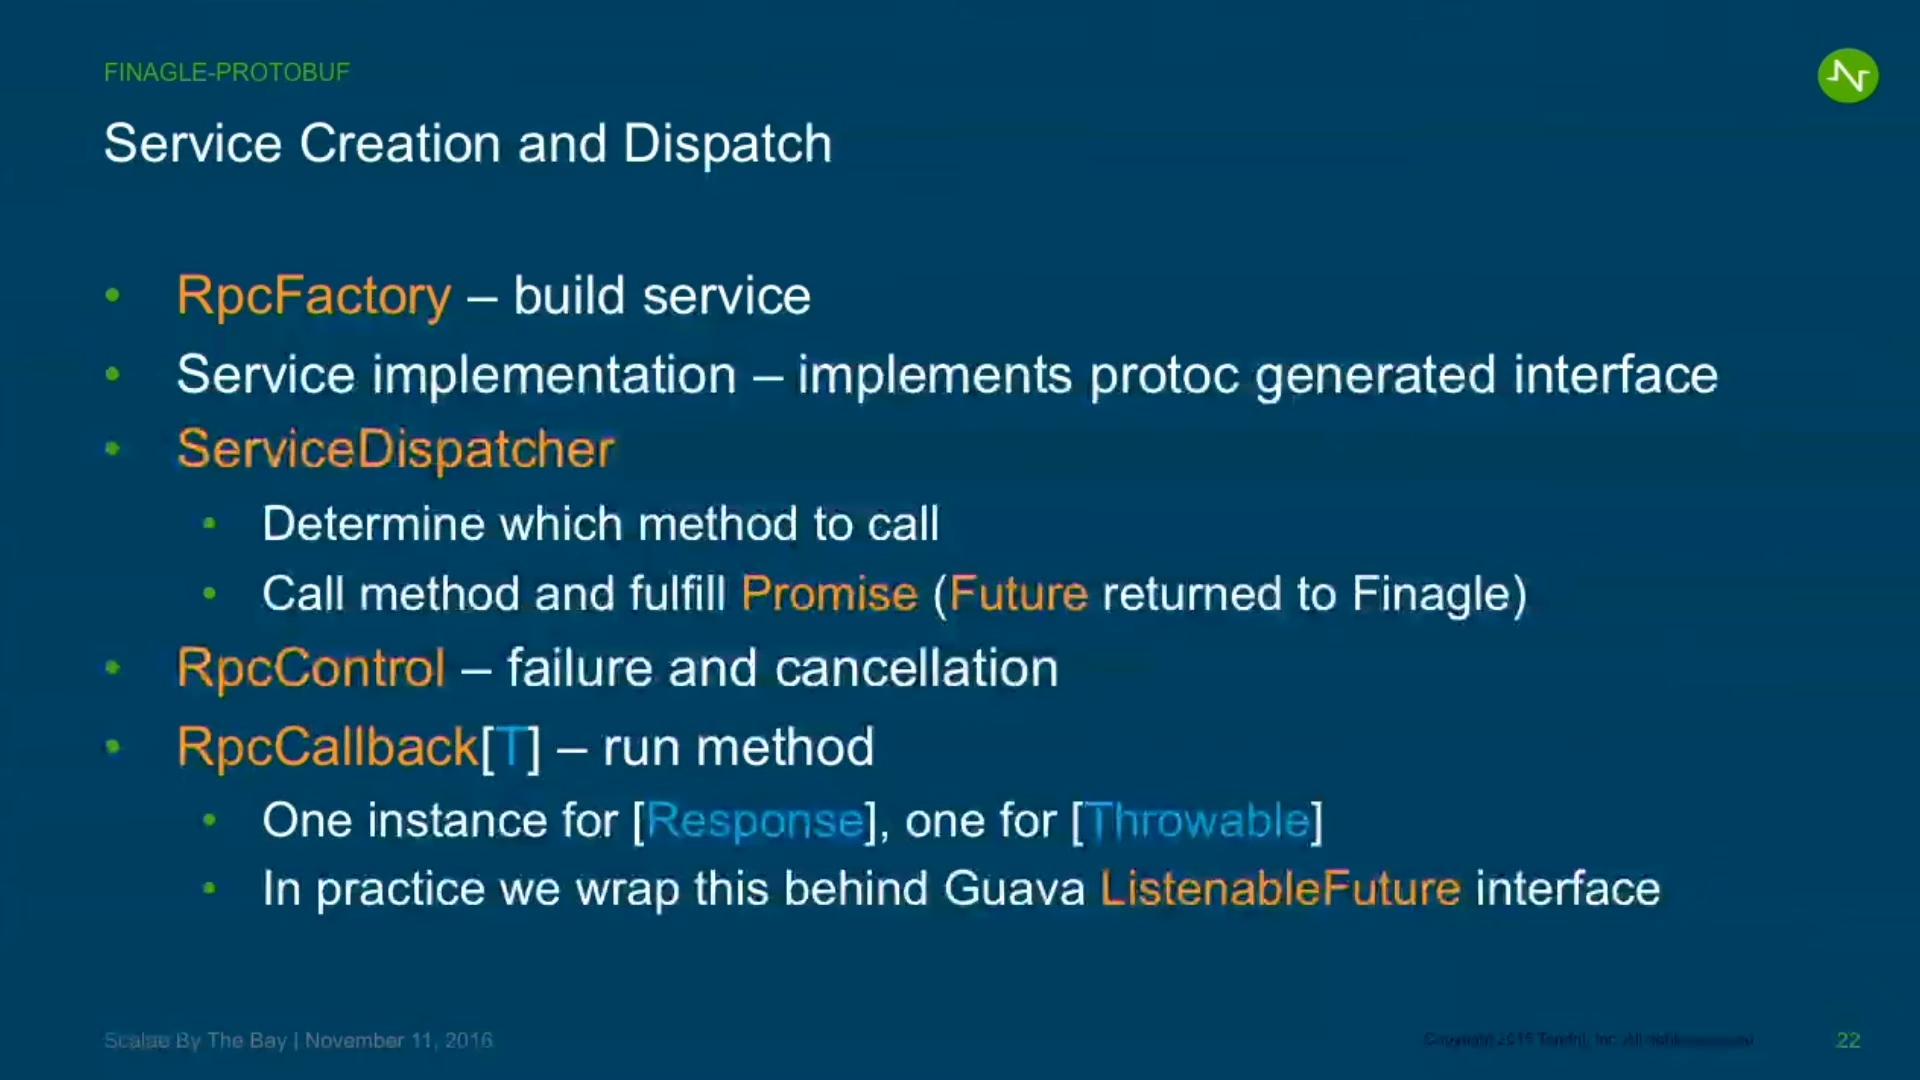 FINAGLE-PROTOBUF
Service Creation and Dispatch
• RpcFactory – build service
• Service implementation – implements protoc generated interface
• ServiceDispatcher
• Determine which method to call
• Call method and fulfill Promise (Future returned to Finagle)
• RpcControl – failure and cancellation
• RpcCallback[T] – run method
• One instance for [Response], one for [Throwable]
• In practice we wrap this behind Guava ListenableFuture interface
By The Bay | November 11, 2016
Copyright Inc. All
22